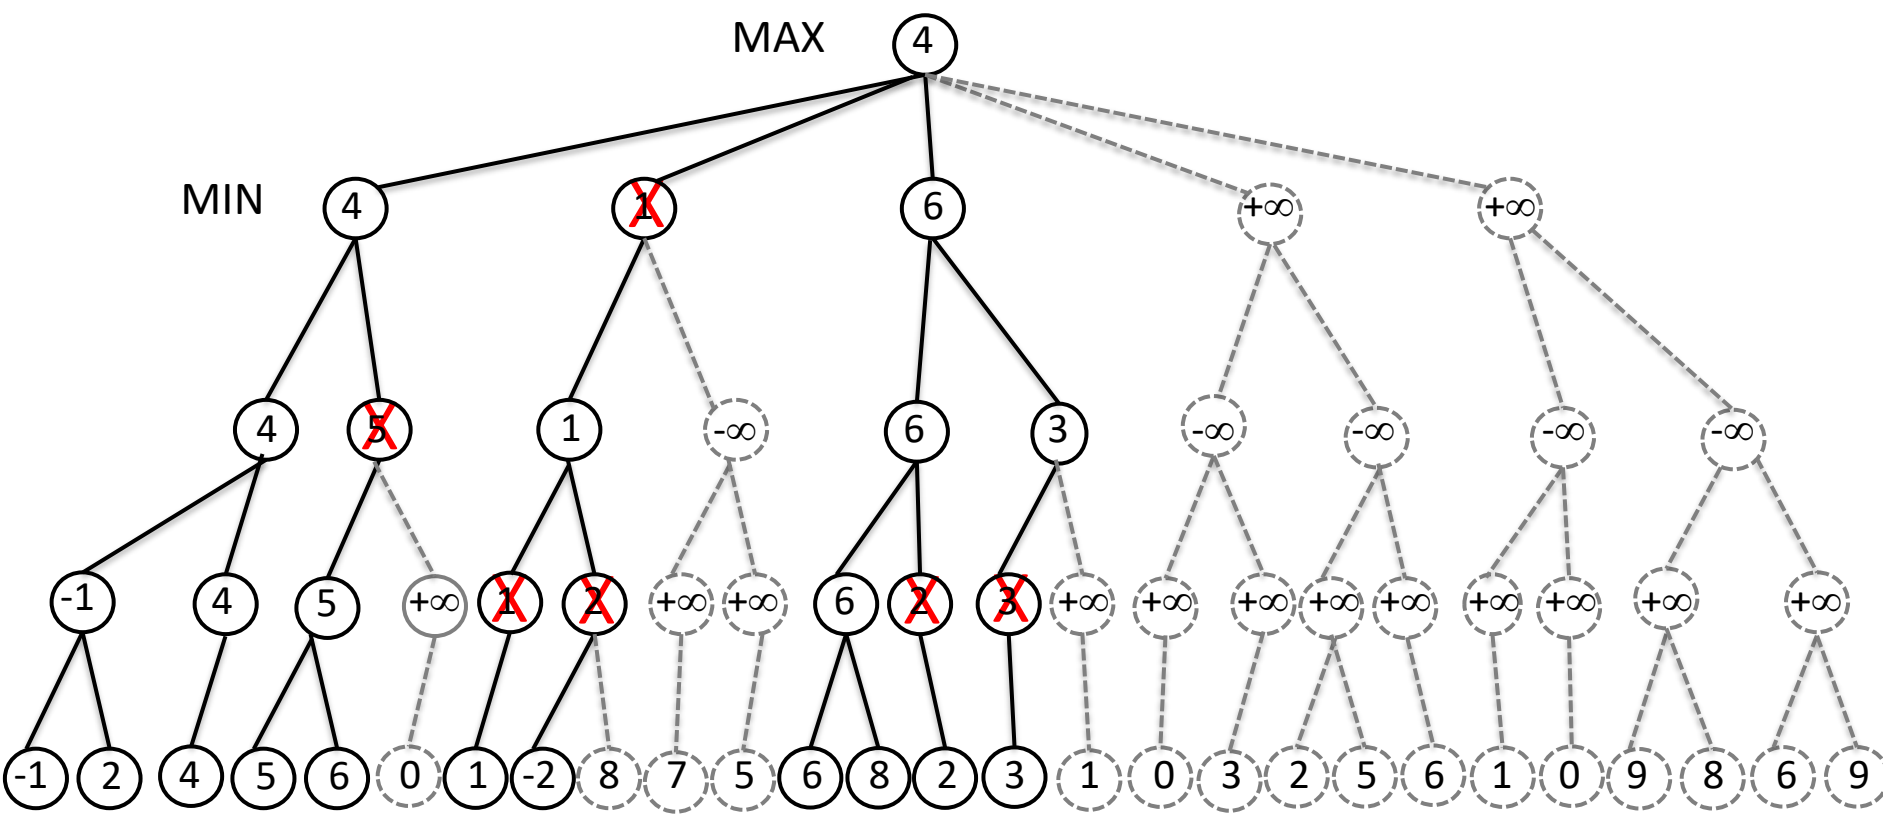 MAX 4
MIN 4 1 6 +∞ +∞
4 5 1 -∞ 6 3 -∞ -∞ -∞ -∞
-1 4 5 +∞ 1 2 +∞ +∞ 6 2 3 +∞ +∞ +∞ +∞ +∞ +∞ +∞ +∞ +∞
-1 2 4 5 6 0 1 -2 8 7 5 6 8 2 3 1 0 3 2 5 6 1 0 9 8 6 9